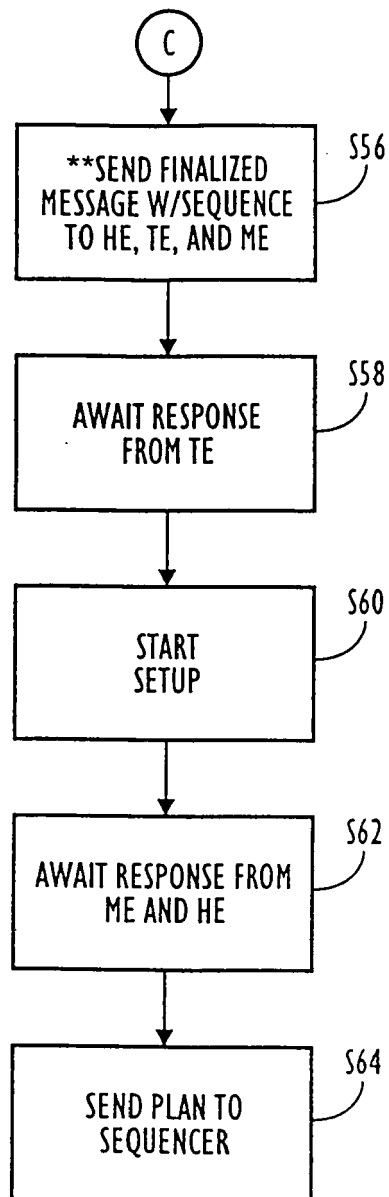 C
**SEND FINALIZED
MESSAGE W/SEQUENCE
TO HE, TE, AND ME
S56
AWAIT RESPONSE
FROM TE
S58
START
SETUP
S60
AWAIT RESPONSE FROM
ME AND HE
S62
SEND PLAN TO
SEQUENCER
S64